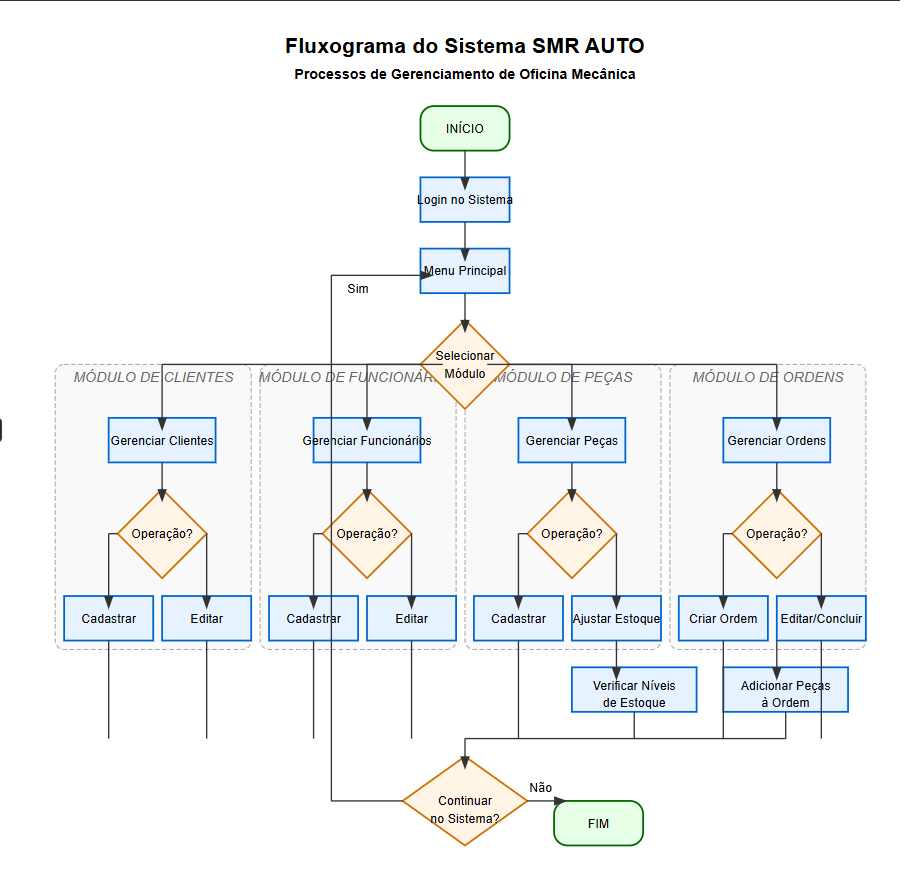 Fluxograma do Sistema SMR AUTO
Processos de Gerenciamento de Oficina Mecânica
INÍCIO
Login no Sistema
Menu Principal
Sim
Selecionar
Módulo
MÓDULO DE CLIENTES
MÓDULO DE FUNCIONÁR
MÓDULO DE PEÇAS
MÓDULO DE ORDENS
Gerenciar Clientes
Gerenciar Funcionários
Gerenciar Peças
Gerenciar Ordens
Operação?
Operação?
Operação?
Operação?
Cadastrar
Editar
Cadastrar
Editar
Cadastrar
Ajustar Estoque
Criar Ordem
Editar/Concluir
Verificar Níveis
de Estoque
Adicionar Peças
à Ordem
Continuar
no Sistema?
Não
FIM